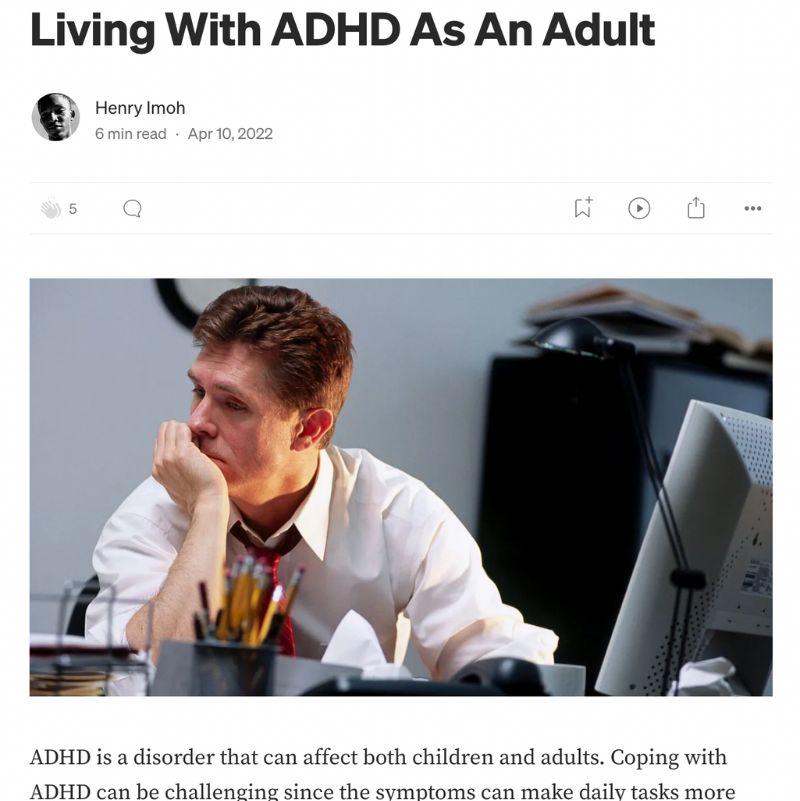 Living With ADHD As An Adult
Henry Imoh
6 min read · Apr 10, 2022
5
ADHD is a disorder that can affect both children and adults. Coping with
ADHD can be challenging since the symptoms can make daily tasks more